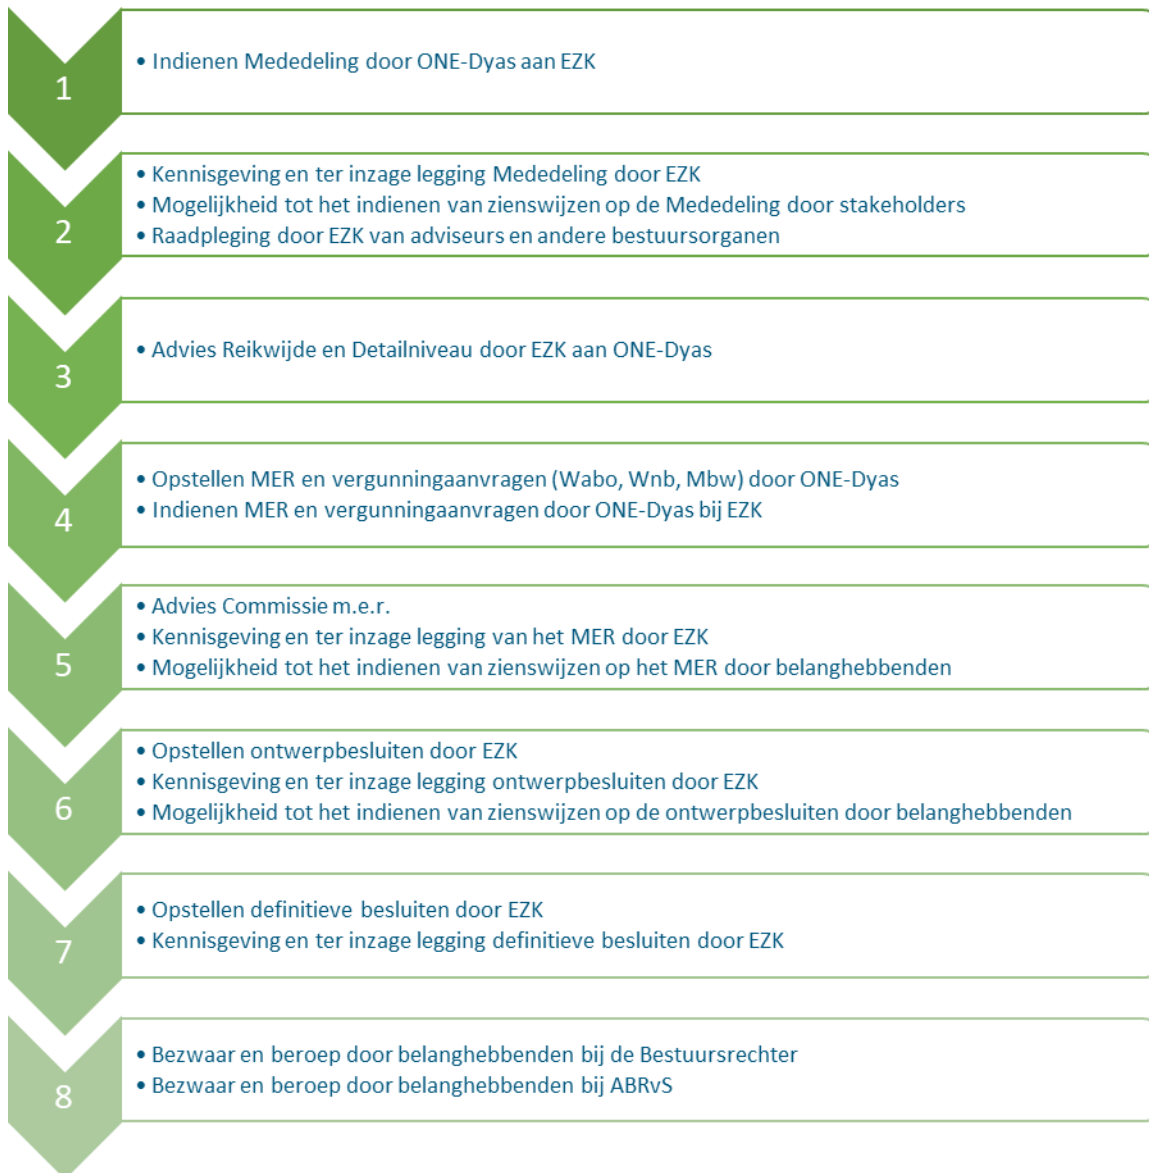 1
• Indienen Mededeling door ONE-Dyas aan EZK
2
• Kennisgeving en ter inzage legging Mededeling door EZK
• Mogelijkheid tot het indienen van zienswijzen op de Mededeling door stakeholders
• Raadpleging door EZK van adviseurs en andere bestuursorganen
3
• Advies Reikwijde en Detailniveau door EZK aan ONE-Dyas
4
• Opstellen MER en vergunningaanvragen (Wabo, Wnb, Mbw) door ONE-Dyas
• Indienen MER en vergunningaanvragen door ONE-Dyas bij EZK
5
• Advies Commissie m.e.r.
• Kennisgeving en ter inzage legging van het MER door EZK
• Mogelijkheid tot het indienen van zienswijzen op het MER door belanghebbenden
6
• Opstellen ontwerpbesluiten door EZK
• Kennisgeving en ter inzage legging ontwerpbesluiten door EZK
• Mogelijkheid tot het indienen van zienswijzen op de ontwerpbesluiten door belanghebbenden
7
• Opstellen definitieve besluiten door EZK
• Kennisgeving en ter inzage legging definitieve besluiten door EZK
8
• Bezwaar en beroep door belanghebbenden bij de Bestuursrechter
• Bezwaar en beroep door belanghebbenden bij ABRvS